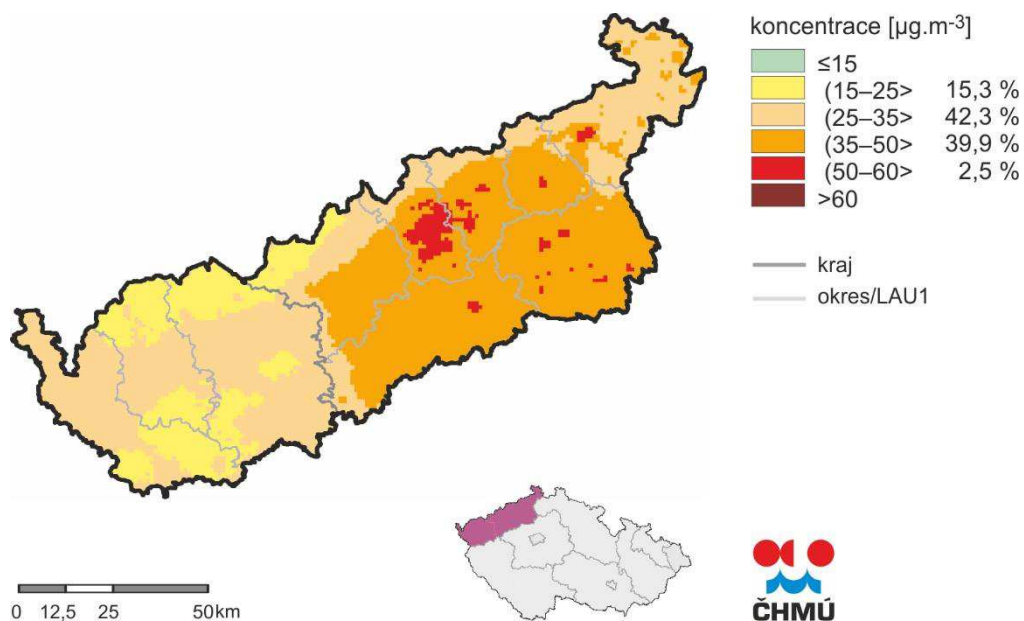 koncentrace [µg.m⁻³]
≤15
(15–25> 15,3 %
(25–35> 42,3 %
(35–50> 39,9 %
(50–60> 2,5 %
>60
kraj
okres/LAU1
0 12,5 25 50km
ČHMÚ